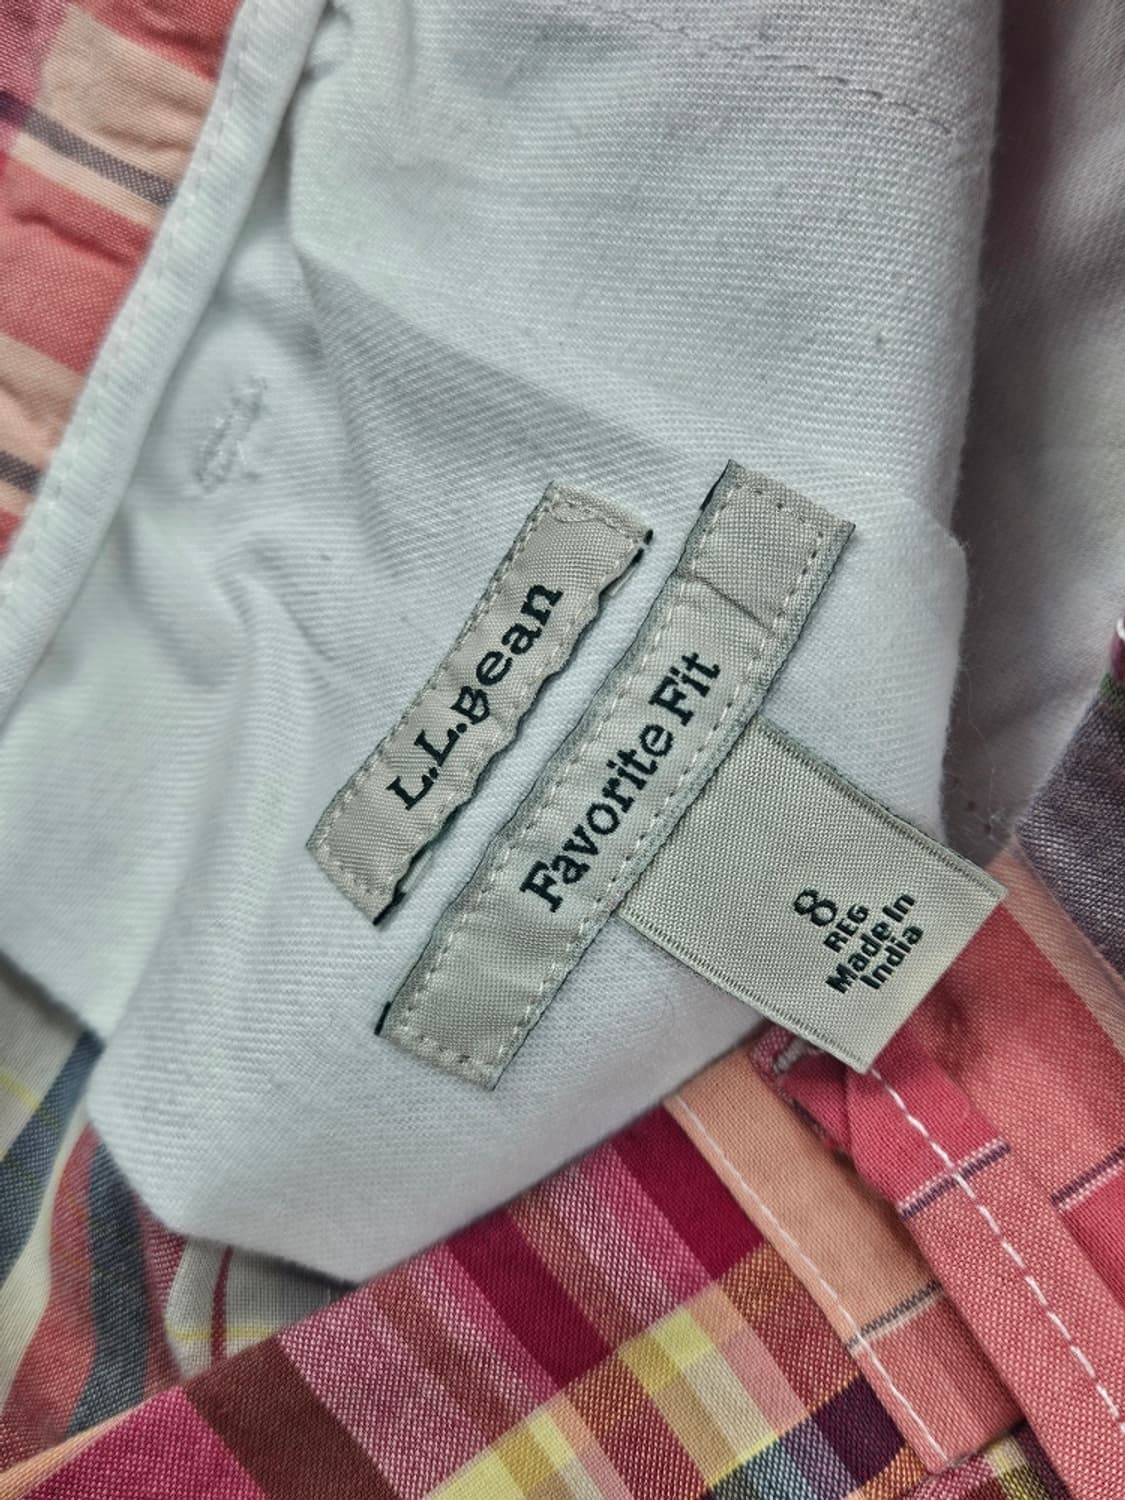 L.L.Bean
Favorite Fit
8
REG
Made In
India